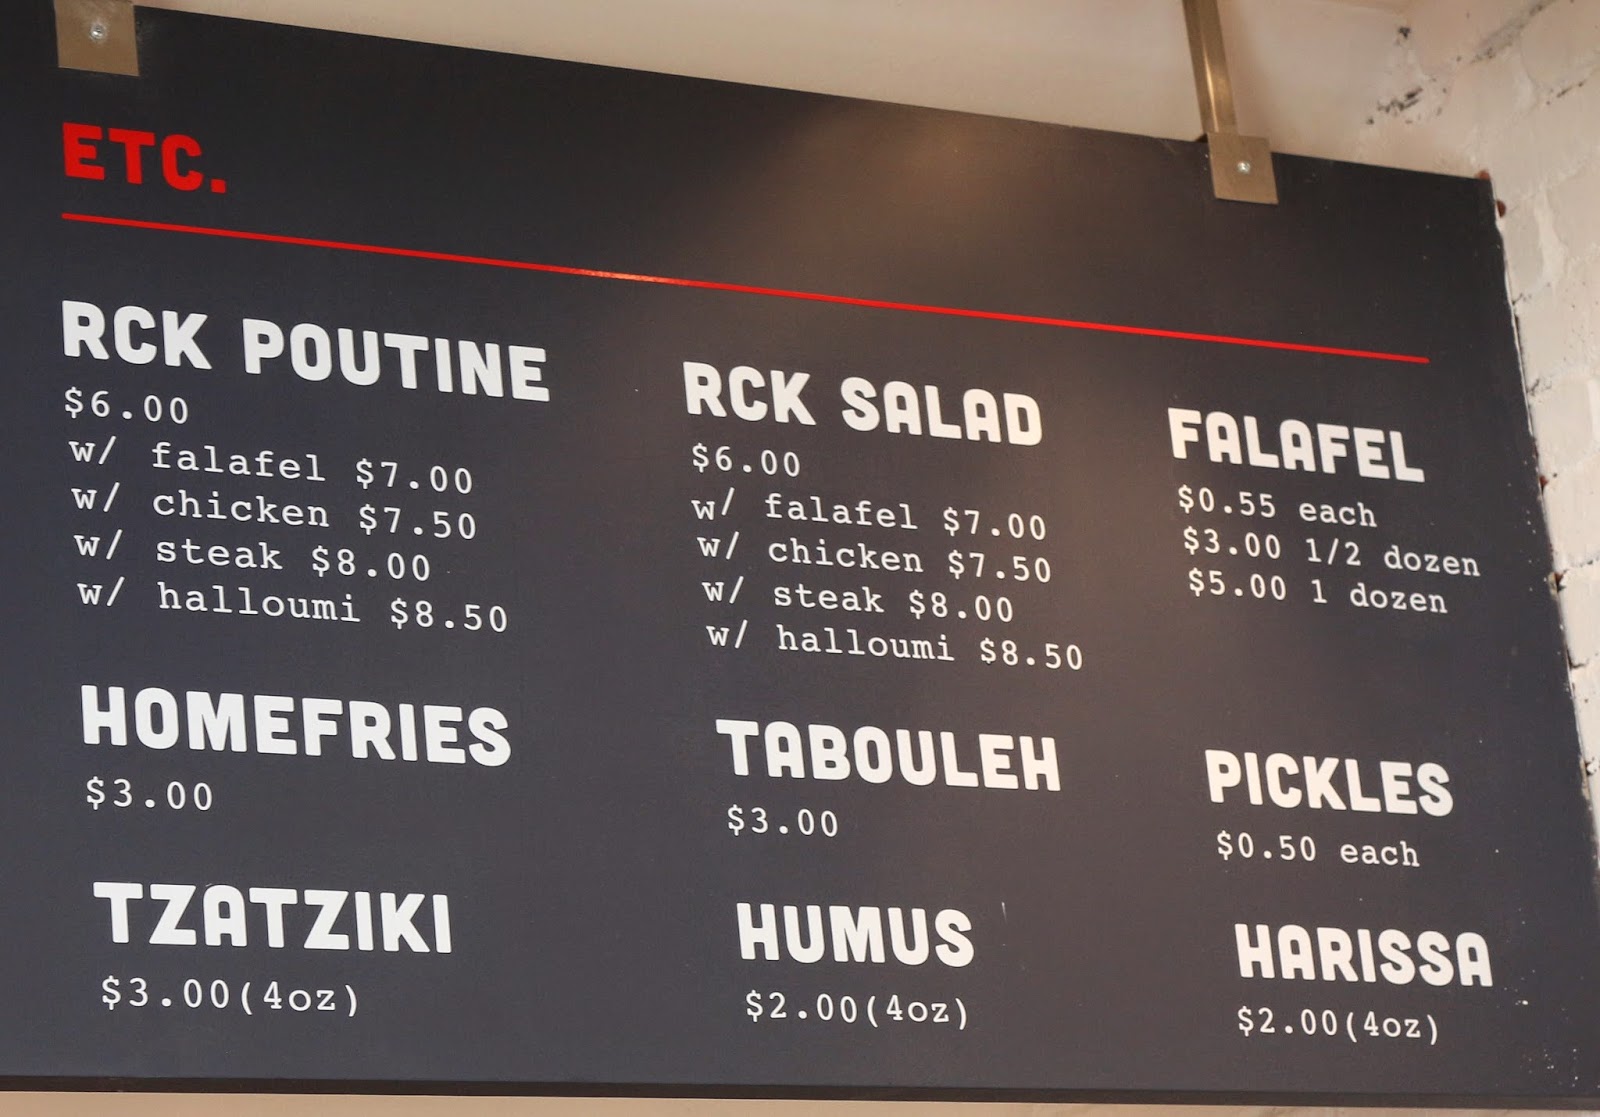 ETC.
RCK POUTINE
$6.00
w/ falafel $7.00
w/ chicken $7.50
w/ steak $8.00
w/ halloumi $8.50
RCK SALAD
$6.00
w/ falafel $7.00
w/ chicken $7.50
w/ steak $8.00
w/ halloumi $8.50
FALAFEL
$0.55 each
$3.00 1/2 dozen
$5.00 1 dozen
HOMEFRIES
$3.00
TABOULEH
$3.00
PICKLES
$0.50 each
TZATZIKI
$3.00(4oz)
HUMUS
$2.00(4oz)
HARISSA
$2.00(4oz)